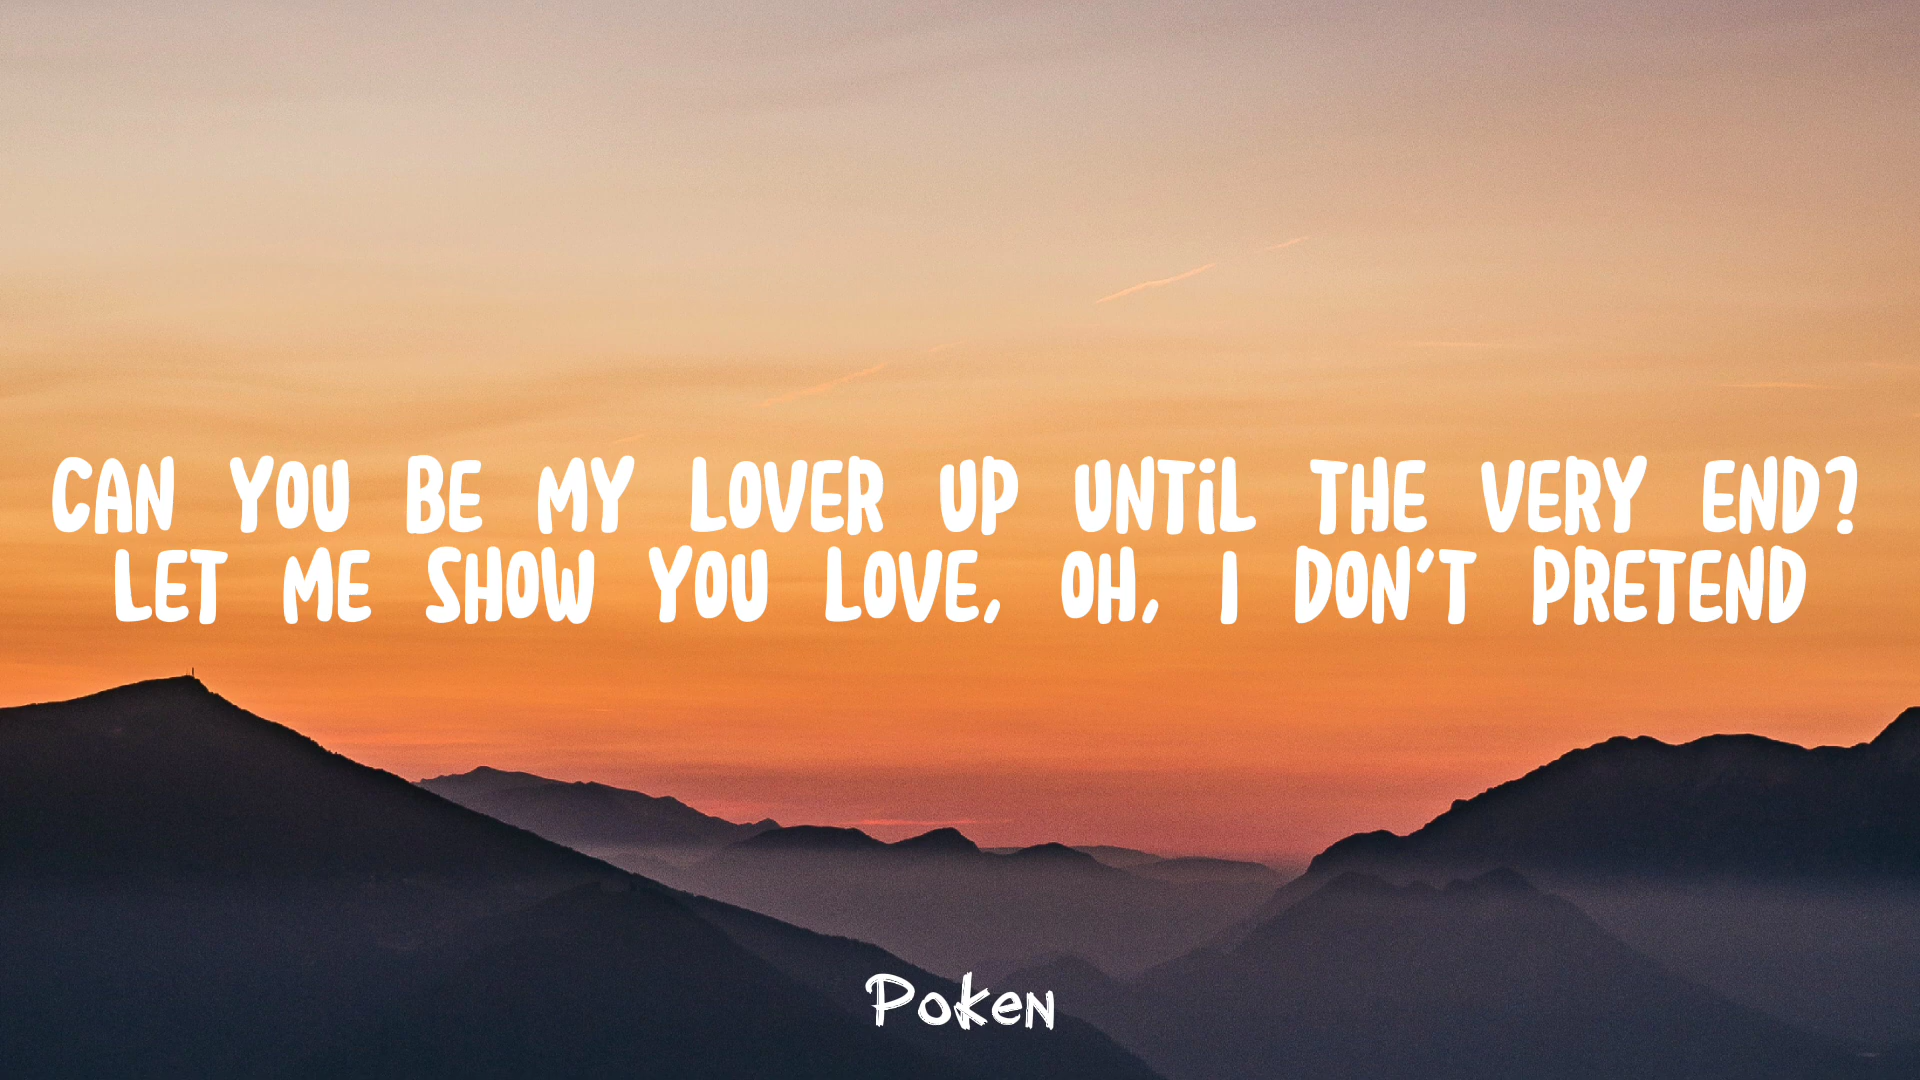 CAN YOU BE MY LOVER UP UNTiL THE VERY END?
LET ME SHOW YOU LOVE, OH, I DON'T PRETEND
Poken